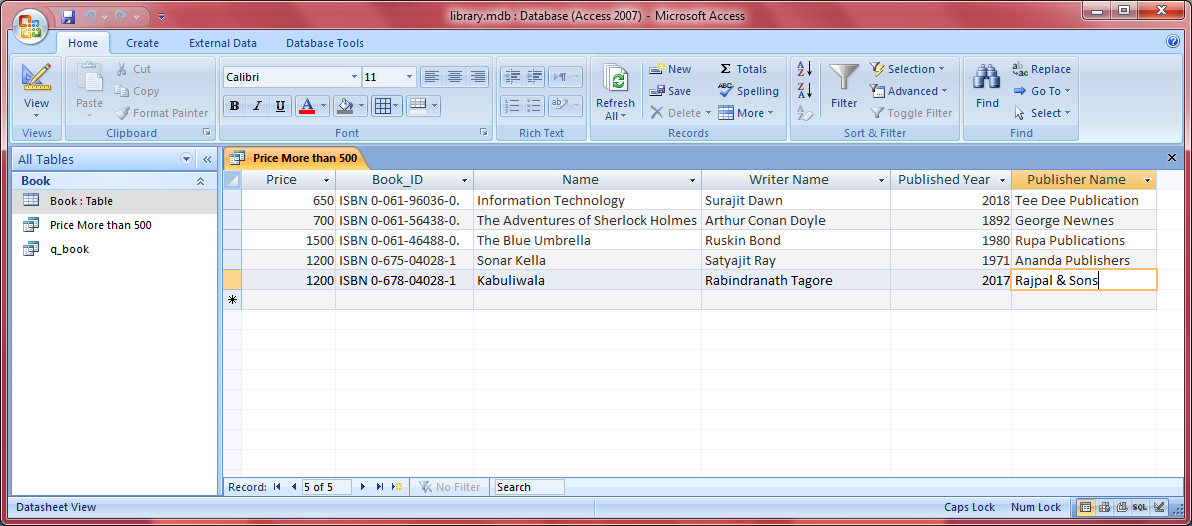 library.mdb : Database (Access 2007) - Microsoft Access
Home Create External Data Database Tools
View
Views
Paste
Cut
Copy
Format Painter
Clipboard
Calibri 11
B I U A
Font
Rich Text
Refresh All
New
Save
Delete
Σ Totals
ABC Spelling
More
Records
A Z
Z A
Filter
Selection
Advanced
Toggle Filter
Sort & Filter
Find
ab ac Replace
Go To
Select
Find
All Tables
Book
Book : Table
Price More than 500
q_book
Price More than 500
Price Book_ID Name Writer Name Published Year Publisher Name
650 ISBN 0-061-96036-0. Information Technology Surajit Dawn 2018 Tee Dee Publication
700 ISBN 0-061-56438-0. The Adventures of Sherlock Holmes Arthur Conan Doyle 1892 George Newnes
1500 ISBN 0-061-46488-0. The Blue Umbrella Ruskin Bond 1980 Rupa Publications
1200 ISBN 0-675-04028-1 Sonar Kella Satyajit Ray 1971 Ananda Publishers
1200 ISBN 0-678-04028-1 Kabuliwala Rabindranath Tagore 2017 Rajpal & Sons
Record: 5 of 5 No Filter Search
Datasheet View Caps Lock Num Lock SQL